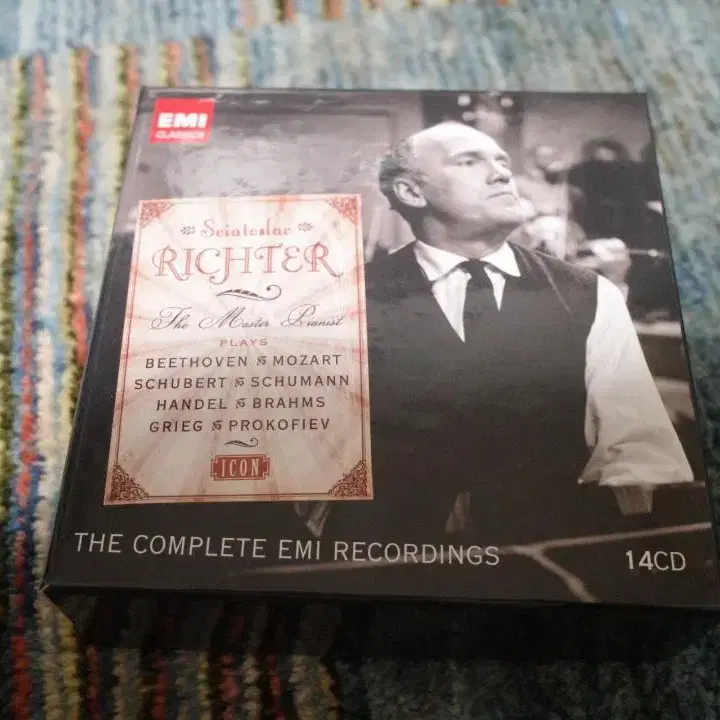 EMI
CLASSICS
Sviatoslav
RICHTER
The Master Pianist
PLAYS
BEETHOVEN & MOZART
SCHUBERT & SCHUMANN
HANDEL & BRAHMS
GRIEG & PROKOFIEV
ICON
THE COMPLETE EMI RECORDINGS
14CD